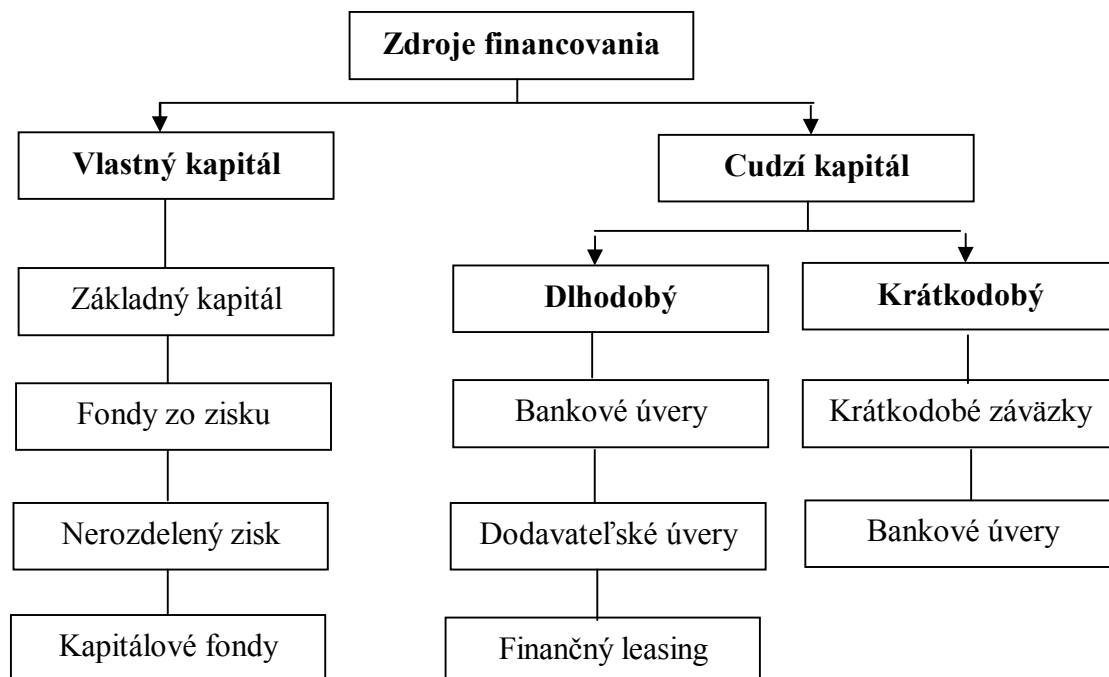 Zdroje financovania
Vlastný kapitál
Cudzí kapitál
Základný kapitál
Dlhodobý
Krátkodobý
Fondy zo zisku
Bankové úvery
Krátkodobé záväzky
Nerozdelený zisk
Dodavateľské úvery
Bankové úvery
Kapitálové fondy
Finančný leasing